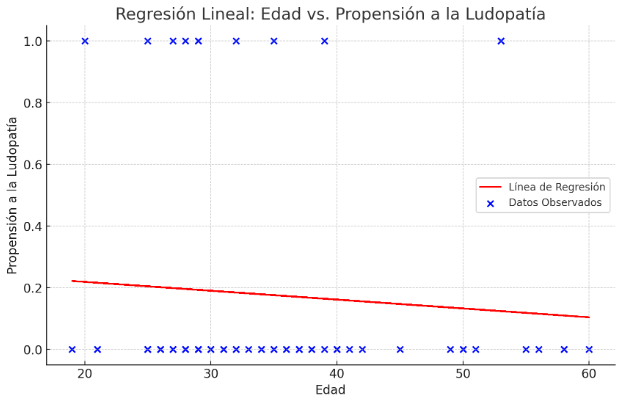 Regresión Lineal: Edad vs. Propensión a la Ludopatía
1.0
0.8
0.6
0.4
0.2
0.0
Propensión a la Ludopatía
Línea de Regresión
Datos Observados
20
30
40
50
60
Edad